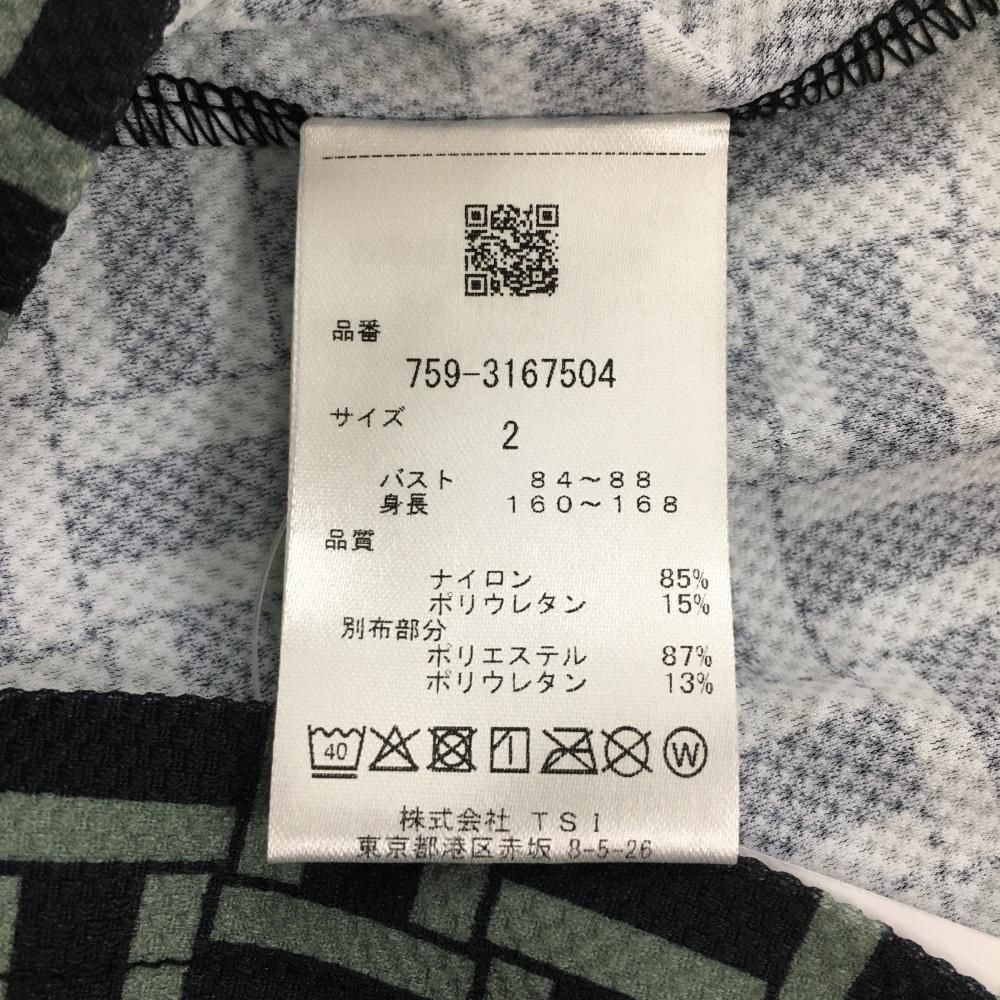 品番
759-3167504
サイズ
2
バスト 84～88
身長 160～168
品質
ナイロン 85%
ポリウレタン 15%
別布部分
ポリエステル 87%
ポリウレタン 13%
40 W
株式会社 TSI
東京都港区赤坂 8-5-26